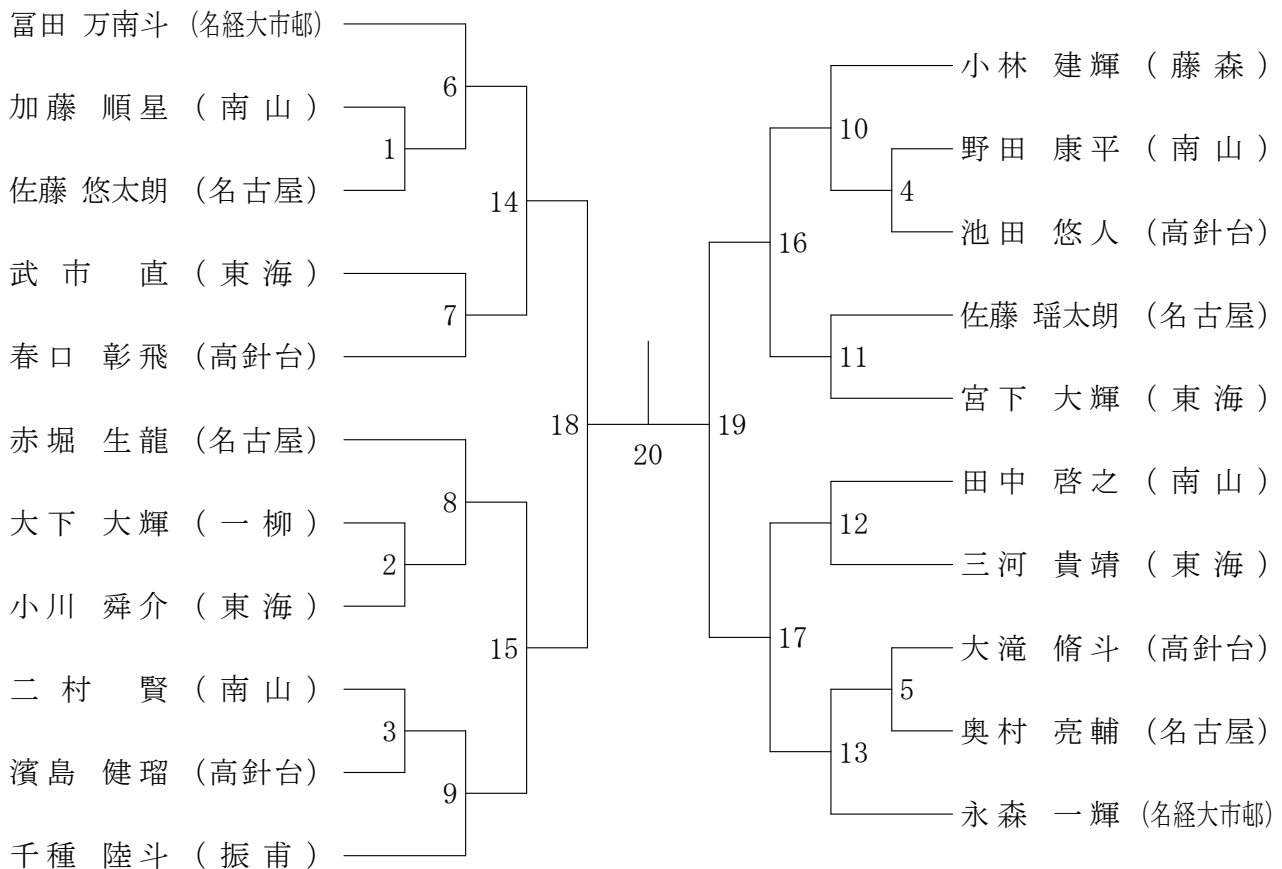 冨田 万南斗 (名経大市邨)
加藤 順星 (南山)
佐藤 悠太朗 (名古屋)
武市 直 (東海)
春口 彰飛 (高針台)
赤堀 生龍 (名古屋)
大下 大輝 (一柳)
小川 舜介 (東海)
二村 賢 (南山)
濱島 健瑠 (高針台)
千種 陸斗 (振甫)
1
2
3
6
7
8
9
14
15
18
20
19
16
17
10
11
12
13
4
5
小林 建輝 (藤森)
野田 康平 (南山)
池田 悠人 (高針台)
佐藤 瑶太朗 (名古屋)
宮下 大輝 (東海)
田中 啓之 (南山)
三河 貴靖 (東海)
大滝 脩斗 (高針台)
奥村 亮輔 (名古屋)
永森 一輝 (名経大市邨)